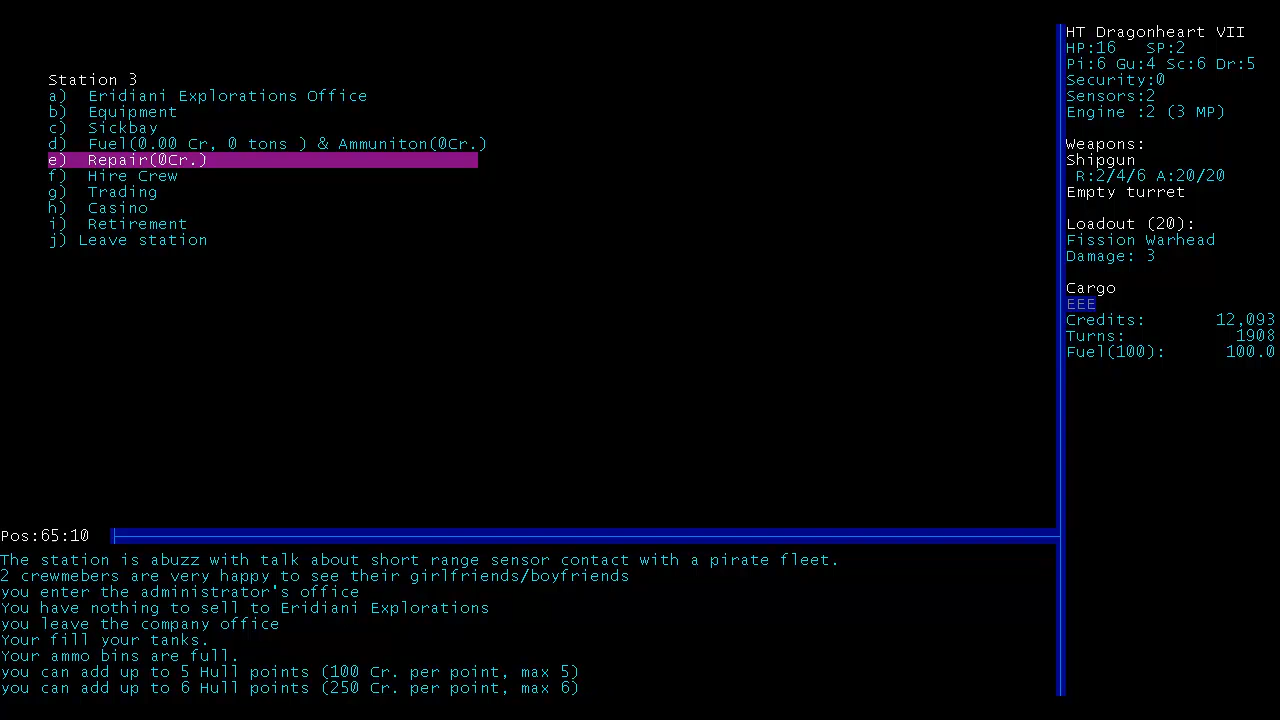 Station 3
a)  Eridiani Explorations Office
b)  Equipment
c)  Sickbay
d)  Fuel(0.00 Cr, 0 tons ) & Ammuniton(0Cr.)
e)  Repair(0Cr.)
f)  Hire Crew
g)  Trading
h)  Casino
i)  Retirement
j) Leave station
HT Dragonheart VII
HP:16   SP:2
Pi:6 Gu:4 Sc:6 Dr:5
Security:0
Sensors:2
Engine :2 (3 MP)
Weapons:
Shipgun
R:2/4/6 A:20/20
Empty turret
Loadout (20):
Fission Warhead
Damage: 3
Cargo
EEE
Credits: 12,093
Turns: 1908
Fuel(100): 100.0
Pos:65:10
The station is abuzz with talk about short range sensor contact with a pirate fleet.
2 crewmebers are very happy to see their girlfriends/boyfriends
you enter the administrator's office
You have nothing to sell to Eridiani Explorations
you leave the company office
Your fill your tanks.
Your ammo bins are full.
you can add up to 5 Hull points (100 Cr. per point, max 5)
you can add up to 6 Hull points (250 Cr. per point, max 6)